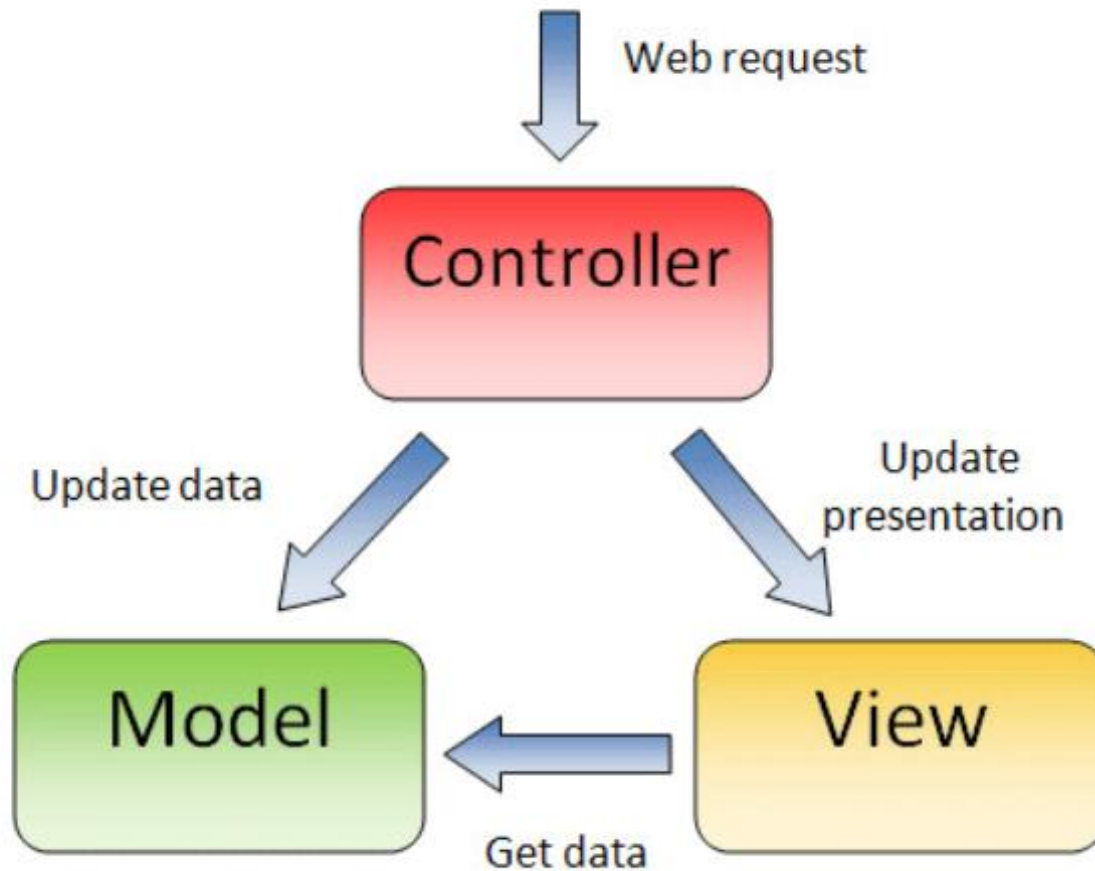 Web request
Controller
Update data
Update
presentation
Model
View
Get data